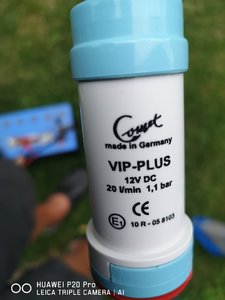 Comet
made in Germany
VIP-PLUS
12V DC
20 l/min 1,1 bar
CE
E1 10 R - 05 8103
HUAWEI P20 Pro
LEICA TRIPLE CAMERA | AI